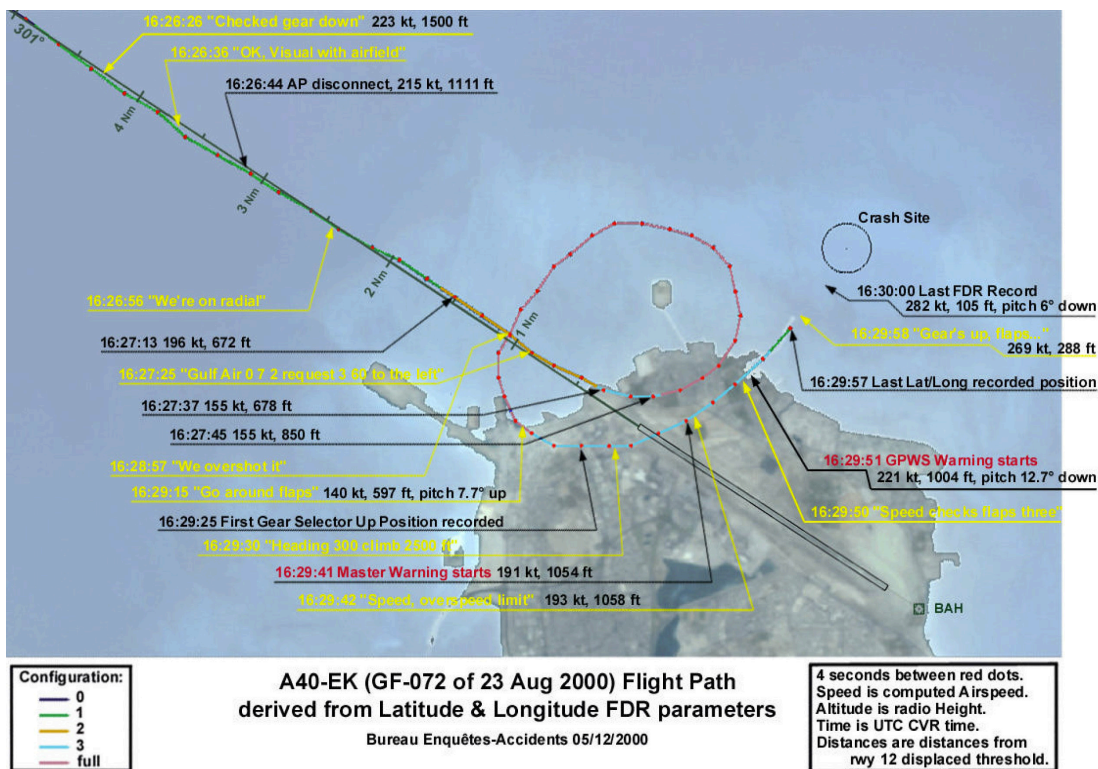 16:26:26 "Checked gear down" 223 kt, 1500 ft
301°
16:26:36 "OK, Visual with airfield"
16:26:44 AP disconnect, 215 kt, 1111 ft
4 Nm
3 Nm
Crash Site
2 Nm
16:26:56 "We're on radial"
16:30:00 Last FDR Record
282 kt, 105 ft, pitch 6° down
16:29:58 "Gear's up, flaps..."
269 kt, 288 ft
1 Nm
16:27:13 196 kt, 672 ft
16:27:25 "Gulf Air 0 7 2 request 3 60 to the left"
16:29:57 Last Lat/Long recorded position
16:27:37 155 kt, 678 ft
16:27:45 155 kt, 850 ft
16:28:57 "We overshot it"
16:29:51 GPWS Warning starts
221 kt, 1004 ft, pitch 12.7° down
16:29:15 "Go around flaps" 140 kt, 597 ft, pitch 7.7° up
16:29:50 "Speed checks flaps three"
16:29:25 First Gear Selector Up Position recorded
16:29:30 "Heading 300 climb 2500 ft"
16:29:41 Master Warning starts 191 kt, 1054 ft
16:29:42 "Speed, overspeed limit" 193 kt, 1058 ft
BAH
Configuration:
0
1
2
3
full
A40-EK (GF-072 of 23 Aug 2000) Flight Path
derived from Latitude & Longitude FDR parameters
Bureau Enquêtes-Accidents 05/12/2000
4 seconds between red dots.
Speed is computed Airspeed.
Altitude is radio Height.
Time is UTC CVR time.
Distances are distances from
rwy 12 displaced threshold.